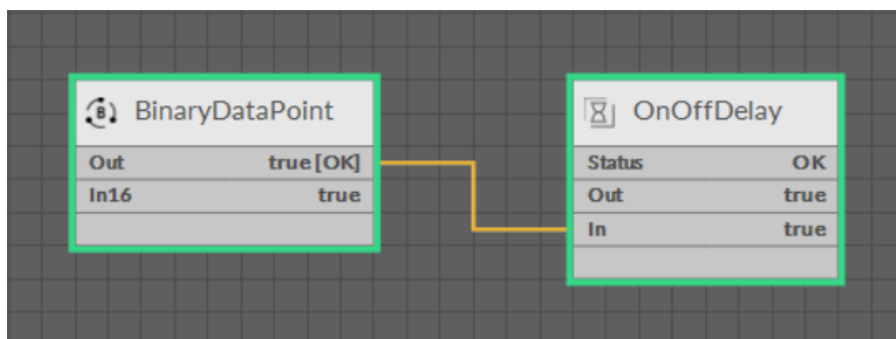 BinaryDataPoint
Out true [OK]
In16 true
OnOffDelay
Status OK
Out true
In true